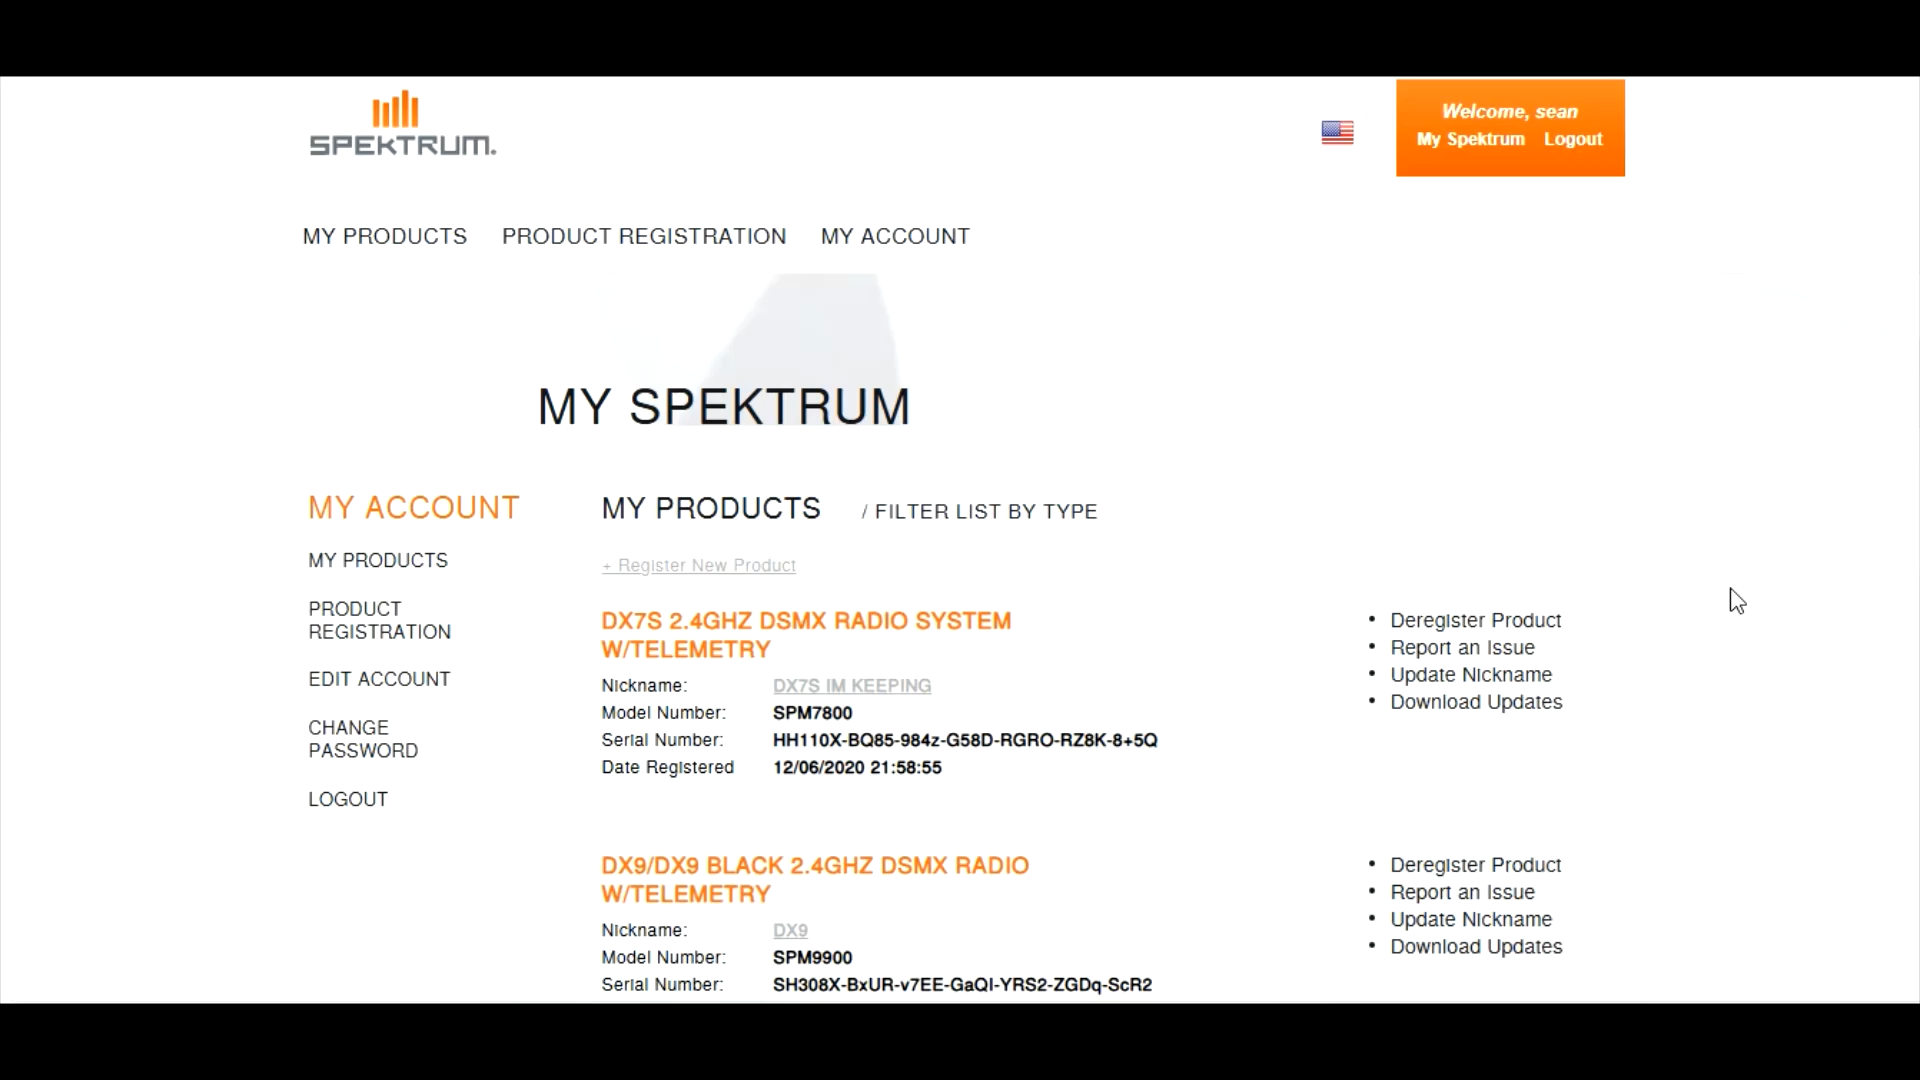 SPEKTRUM.
Welcome, sean
My Spektrum Logout
MY PRODUCTS PRODUCT REGISTRATION MY ACCOUNT
MY SPEKTRUM
MY ACCOUNT
MY PRODUCTS
PRODUCT
REGISTRATION
EDIT ACCOUNT
CHANGE
PASSWORD
LOGOUT
MY PRODUCTS / FILTER LIST BY TYPE
+ Register New Product
DX7S 2.4GHZ DSMX RADIO SYSTEM
W/TELEMETRY
Nickname: DX7S IM KEEPING
Model Number: SPM7800
Serial Number: HH110X-BQ85-984z-G58D-RGRO-RZ8K-8+5Q
Date Registered 12/06/2020 21:58:55
• Deregister Product
• Report an Issue
• Update Nickname
• Download Updates
DX9/DX9 BLACK 2.4GHZ DSMX RADIO
W/TELEMETRY
Nickname: DX9
Model Number: SPM9900
Serial Number: SH308X-BxUR-v7EE-GaQI-YRS2-ZGDq-ScR2
• Deregister Product
• Report an Issue
• Update Nickname
• Download Updates